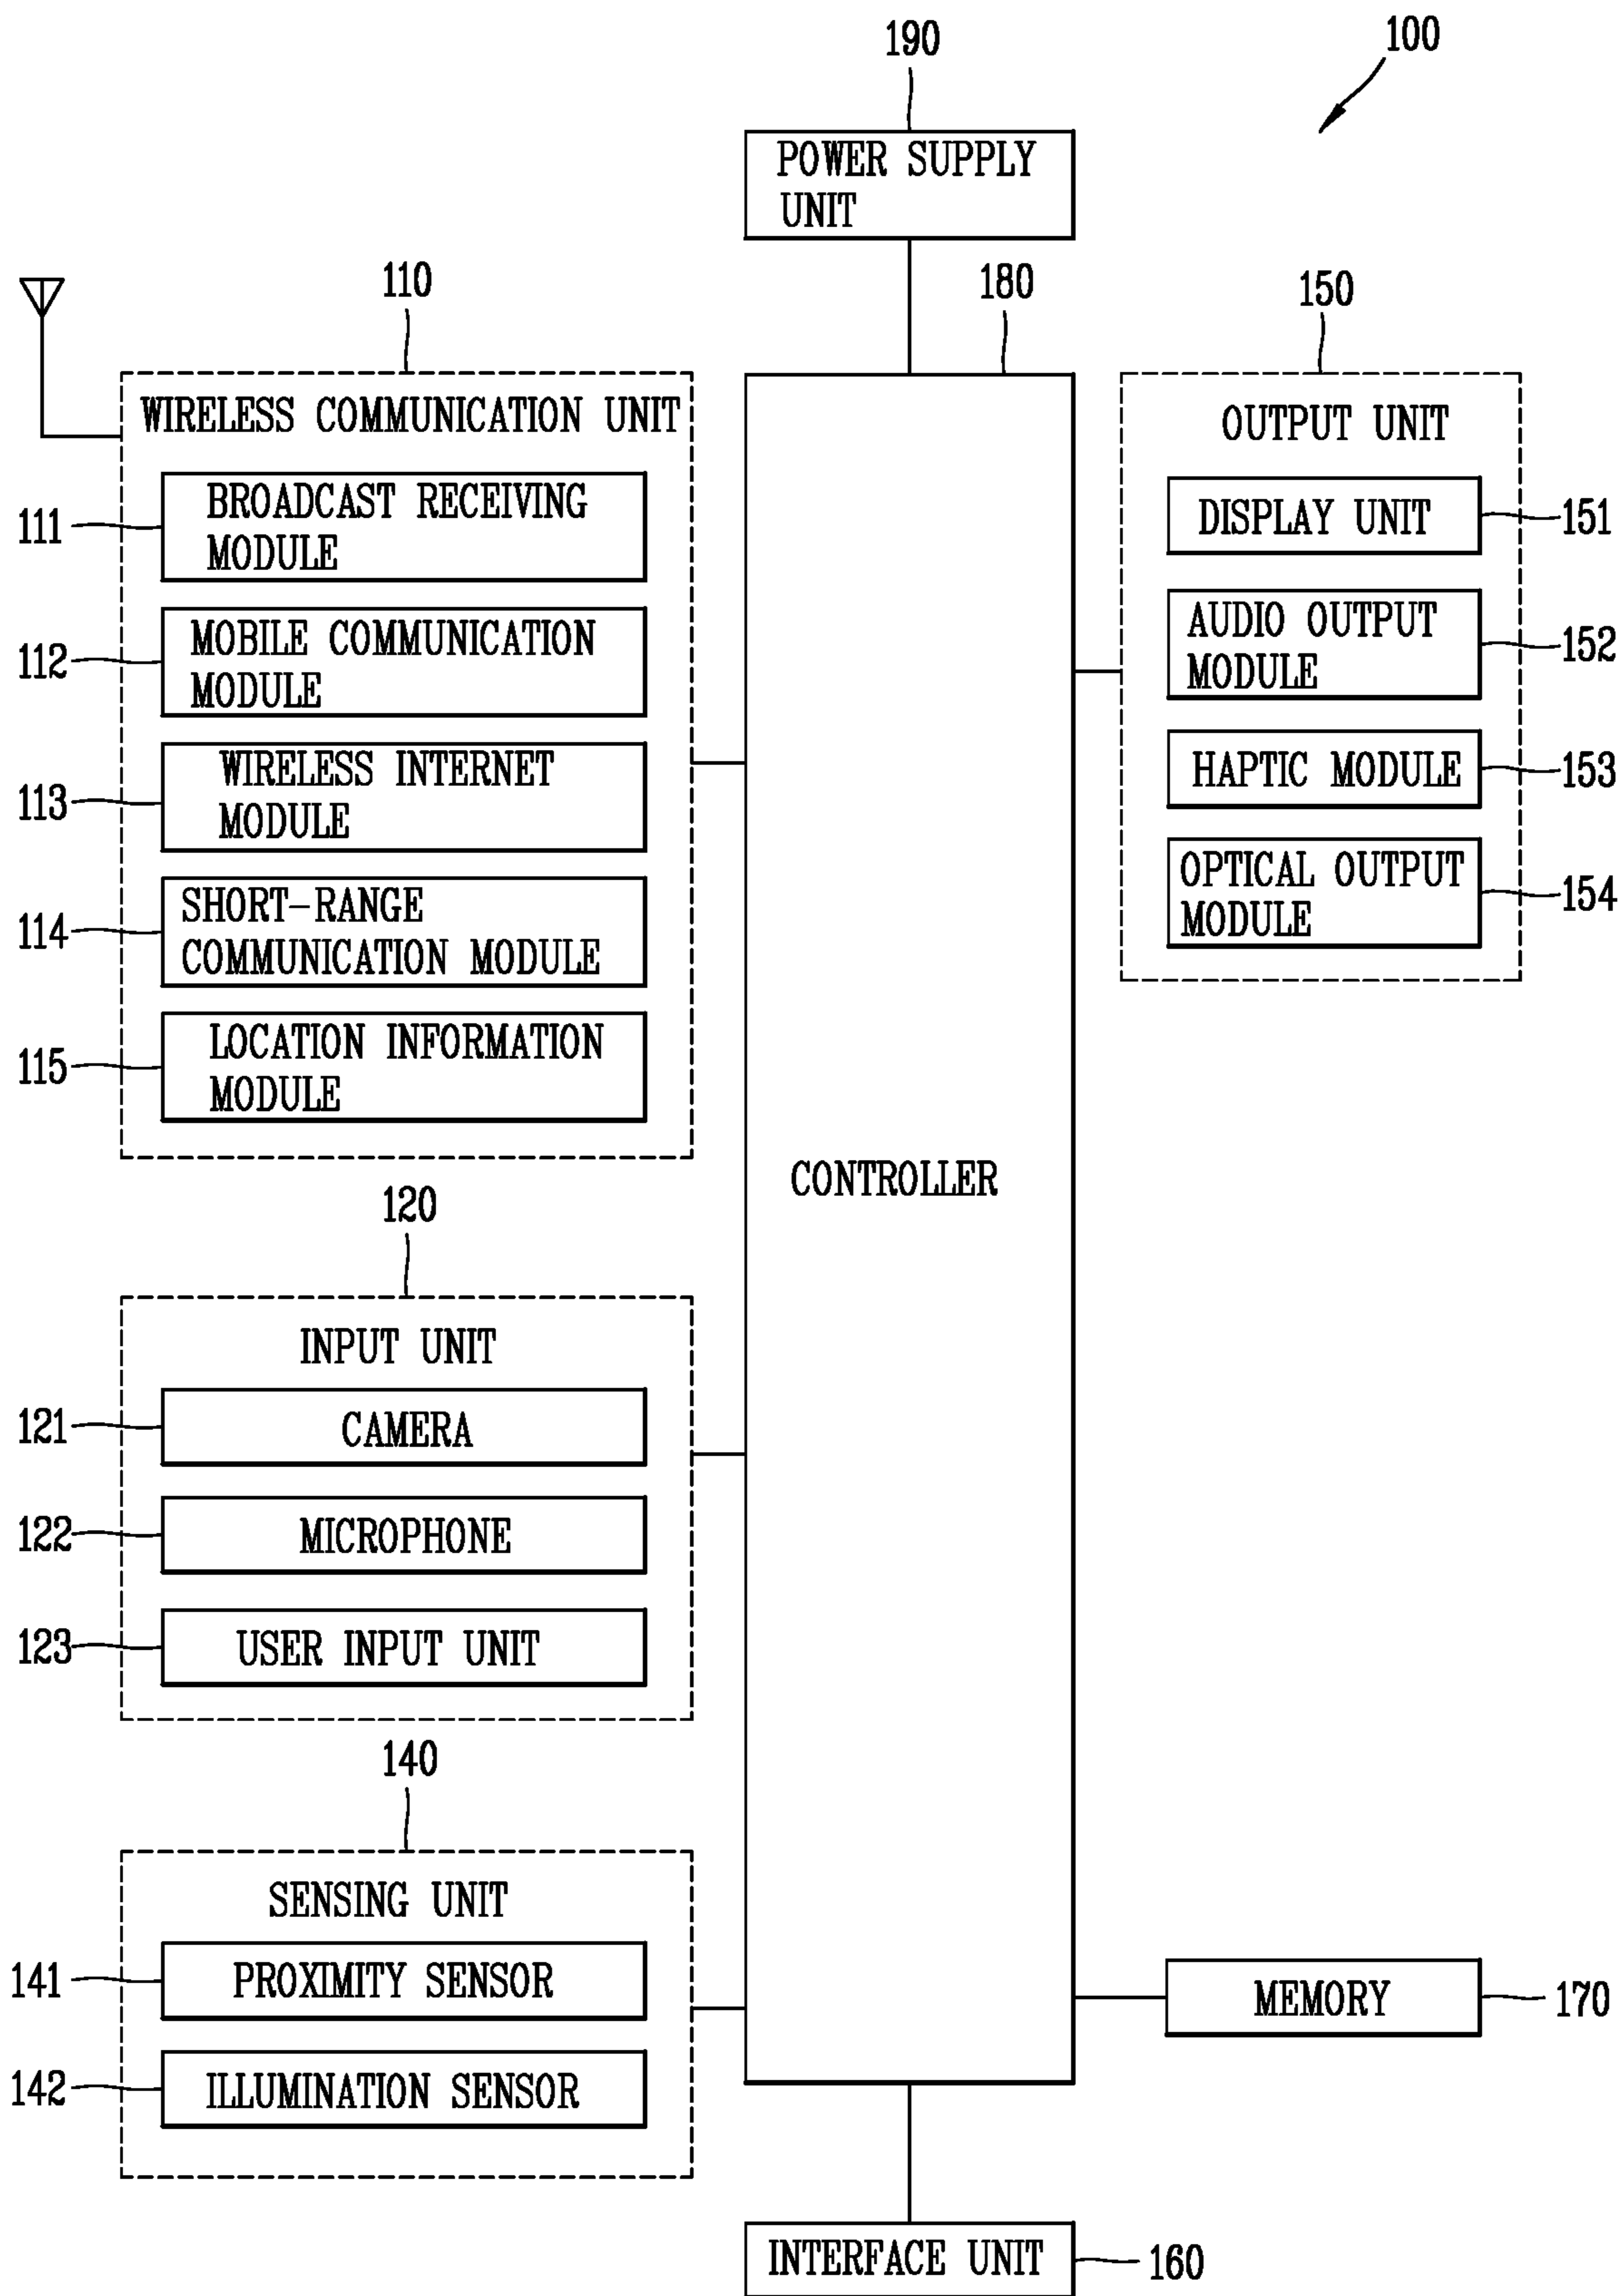 190
100
POWER SUPPLY
UNIT
110
180
150
WIRELESS COMMUNICATION UNIT
111
BROADCAST RECEIVING
MODULE
112
MOBILE COMMUNICATION
MODULE
113
WIRELESS INTERNET
MODULE
114
SHORT-RANGE
COMMUNICATION MODULE
115
LOCATION INFORMATION
MODULE
OUTPUT UNIT
DISPLAY UNIT
151
AUDIO OUTPUT
MODULE
152
HAPTIC MODULE
153
OPTICAL OUTPUT
MODULE
154
CONTROLLER
120
INPUT UNIT
121
CAMERA
122
MICROPHONE
123
USER INPUT UNIT
140
SENSING UNIT
141
PROXIMITY SENSOR
142
ILLUMINATION SENSOR
MEMORY
170
INTERFACE UNIT
160